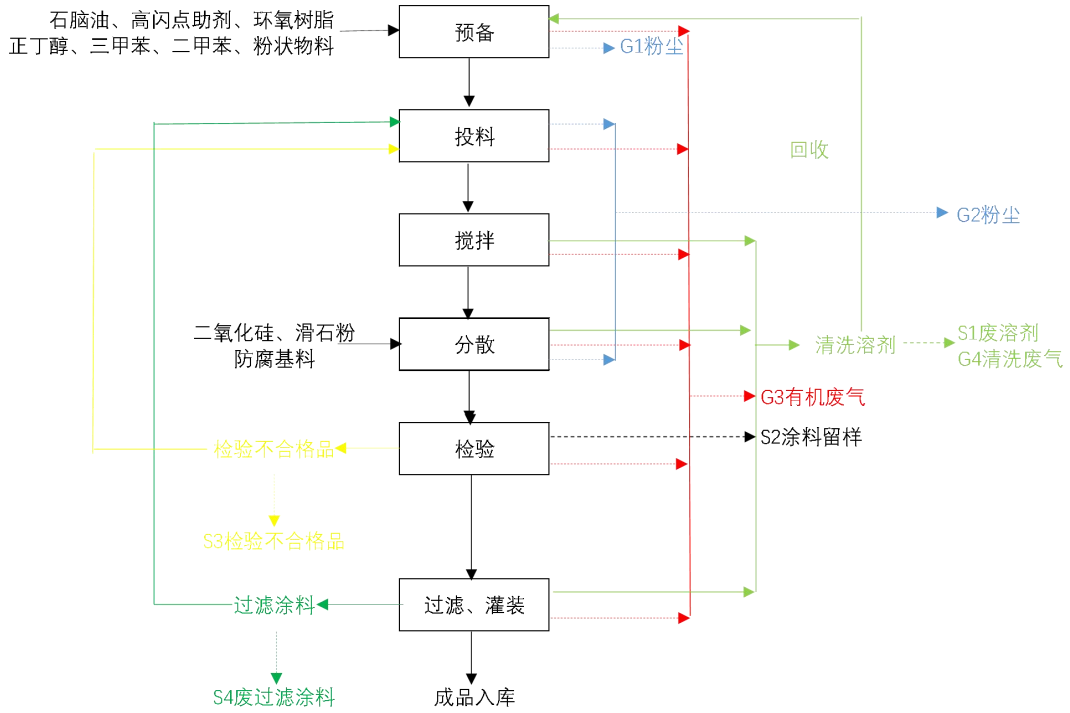 石脑油、高闪点助剂、环氧树脂
正丁醇、三甲苯、二甲苯、粉状物料
预备
G1粉尘
投料
回收
G2粉尘
搅拌
二氧化硅、滑石粉
防腐基料
分散
清洗溶剂
S1废溶剂
G4清洗废气
G3有机废气
S2涂料留样
检验
检验不合格品
S3检验不合格品
过滤涂料
过滤、灌装
S4废过滤涂料
成品入库